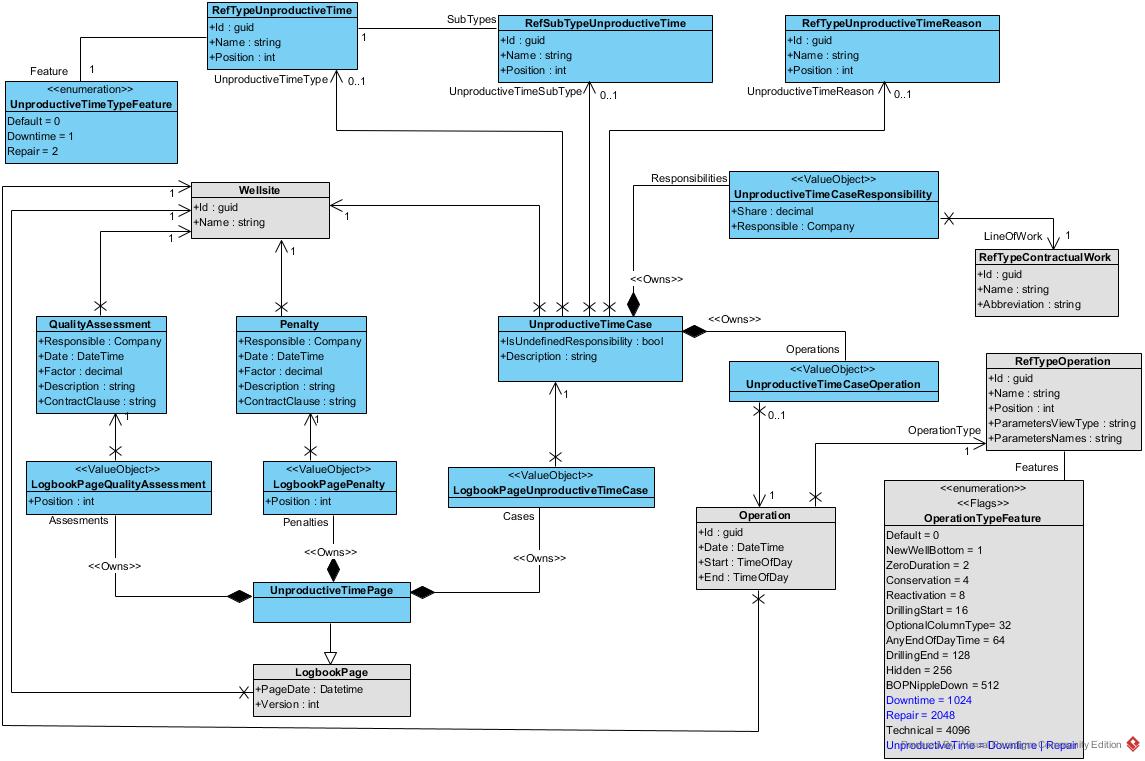 RefTypeUnproductiveTime
+Id : guid
+Name : string
+Position : int
SubTypes
1
RefSubTypeUnproductiveTime
+Id : guid
+Name : string
+Position : int
RefTypeUnproductiveTimeReason
+Id : guid
+Name : string
+Position : int
Feature
1
UnproductiveTimeType
0..1
UnproductiveTimeSubType
0..1
UnproductiveTimeReason
0..1
<<enumeration>>
UnproductiveTimeTypeFeature
Default = 0
Downtime = 1
Repair = 2
Wellsite
+Id : guid
+Name : string
1
1
1
1
1
Responsibilities
<<ValueObject>>
UnproductiveTimeCaseResponsibility
+Share : decimal
+Responsible : Company
LineOfWork
1
RefTypeContractualWork
+Id : guid
+Name : string
+Abbreviation : string
<<Owns>>
QualityAssessment
+Responsible : Company
+Date : DateTime
+Factor : decimal
+Description : string
+ContractClause : string
1
Penalty
+Responsible : Company
+Date : DateTime
+Factor : decimal
+Description : string
+ContractClause : string
1
UnproductiveTimeCase
+IsUndefinedResponsibility : bool
+Description : string
1
<<Owns>>
Operations
<<ValueObject>>
UnproductiveTimeCaseOperation
0..1
RefTypeOperation
+Id : guid
+Name : string
+Position : int
+ParametersViewType : string
+ParametersNames : string
OperationType
1
Features
<<ValueObject>>
LogbookPageQualityAssessment
+Position : int
Assesments
<<ValueObject>>
LogbookPagePenalty
+Position : int
Penalties
<<ValueObject>>
LogbookPageUnproductiveTimeCase
Cases
1
Operation
+Id : guid
+Date : DateTime
+Start : TimeOfDay
+End : TimeOfDay
<<Owns>>
<<Owns>>
<<Owns>>
UnproductiveTimePage
LogbookPage
+PageDate : Datetime
+Version : int
<<enumeration>>
<<Flags>>
OperationTypeFeature
Default = 0
NewWellBottom = 1
ZeroDuration = 2
Conservation = 4
Reactivation = 8
DrillingStart = 16
OptionalColumnType= 32
AnyEndOfDayTime = 64
DrillingEnd = 128
Hidden = 256
BOPNippleDown = 512
Downtime = 1024
Repair = 2048
Technical = 4096
UnproductiveTime = Downtime | Repair
Edition